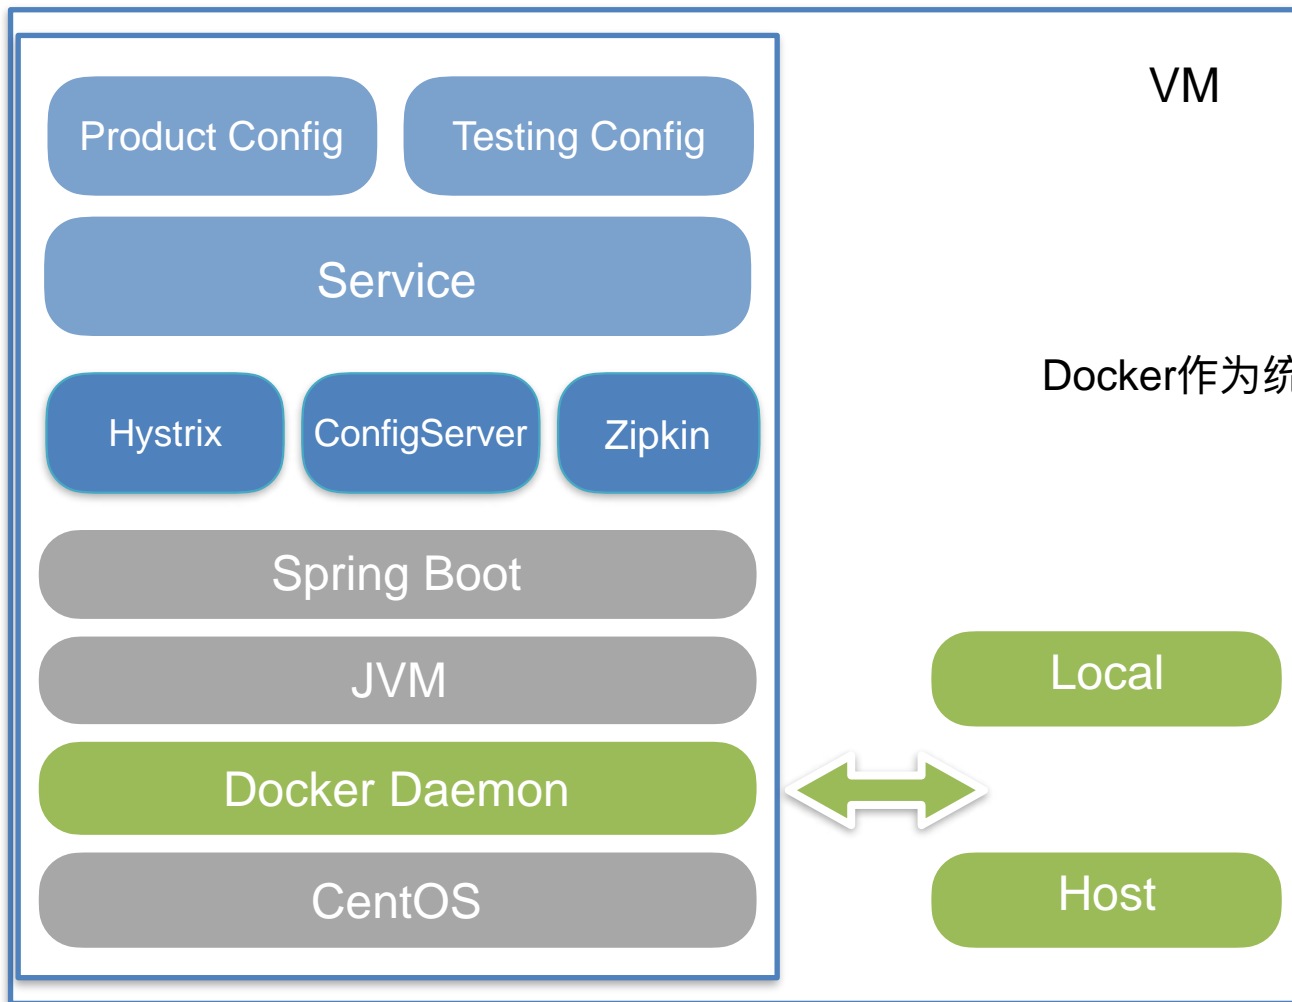 VM
Product Config
Testing Config
Service
Docker作为统
Hystrix
ConfigServer
Zipkin
Spring Boot
Local
JVM
Docker Daemon
Host
CentOS